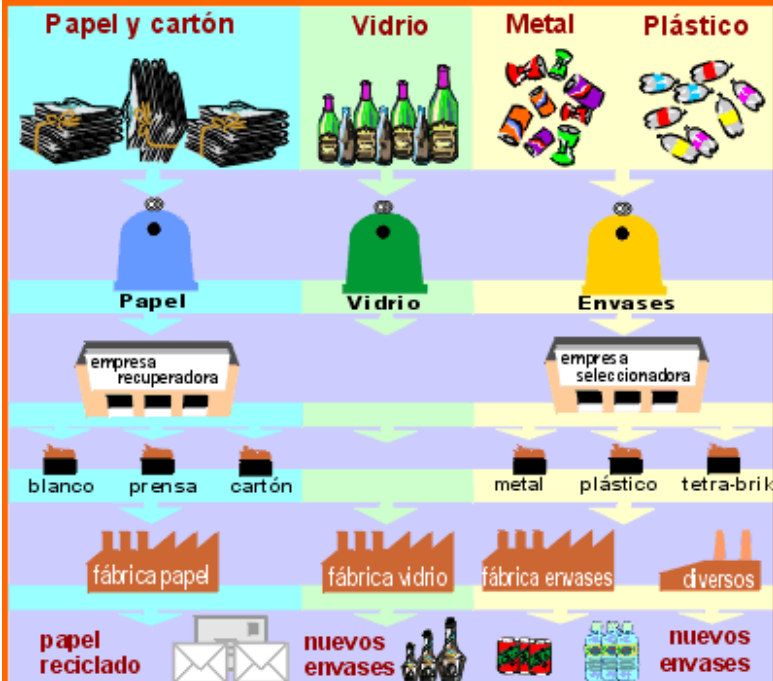 Papel y cartón
Vidrio
Metal
Plástico
Papel
Vidrio
Envases
empresa
recuperadora
empresa
seleccionadora
blanco
prensa
cartón
metal
plástico
tetra-brik
fábrica papel
fábrica vidrio
fábrica envases
diversos
papel
reciclado
nuevos
envases
nuevos
envases